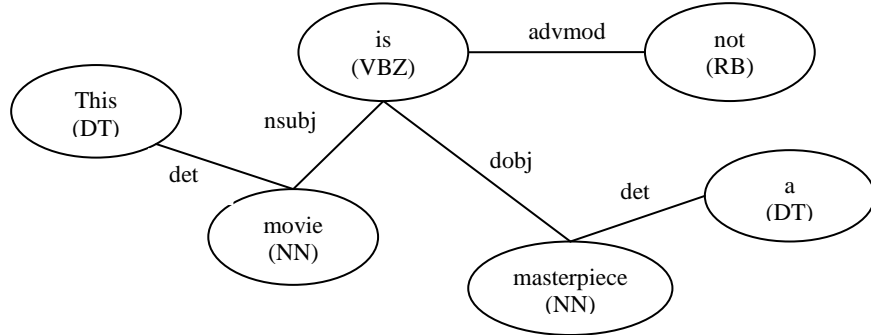 is
(VBZ)
advmod
not
(RB)
This
(DT)
nsubj
det
dobj
det
a
(DT)
movie
(NN)
masterpiece
(NN)